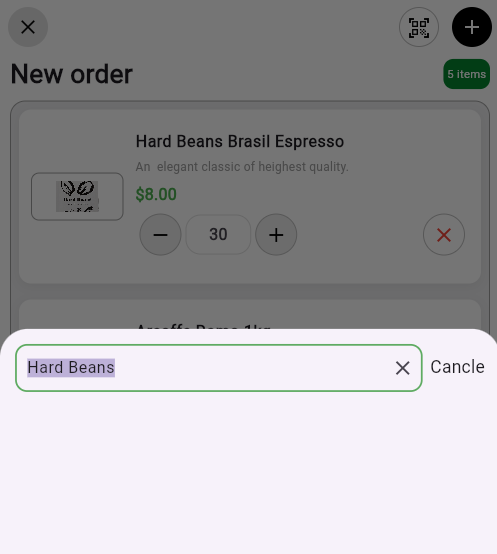 New order
5 items
Hard Beans Brasil Espresso
An elegant classic of heighest quality.
$8.00
30
Hard Beans
Cancle